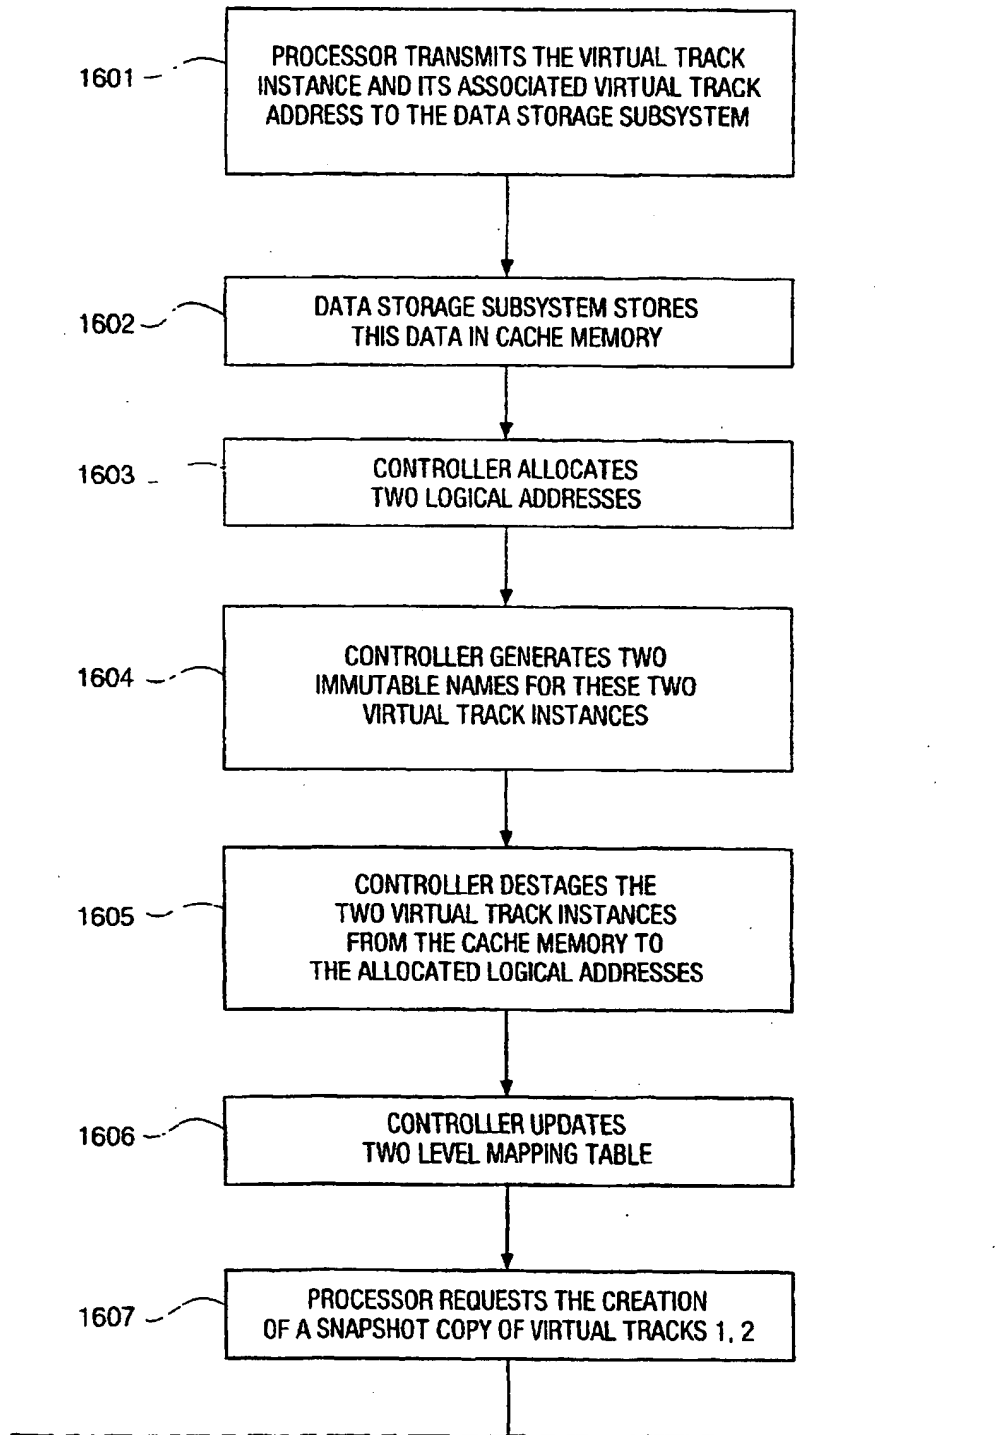 1601
PROCESSOR TRANSMITS THE VIRTUAL TRACK
INSTANCE AND ITS ASSOCIATED VIRTUAL TRACK
ADDRESS TO THE DATA STORAGE SUBSYSTEM
1602
DATA STORAGE SUBSYSTEM STORES
THIS DATA IN CACHE MEMORY
1603
CONTROLLER ALLOCATES
TWO LOGICAL ADDRESSES
1604
CONTROLLER GENERATES TWO
IMMUTABLE NAMES FOR THESE TWO
VIRTUAL TRACK INSTANCES
1605
CONTROLLER DESTAGES THE
TWO VIRTUAL TRACK INSTANCES
FROM THE CACHE MEMORY TO
THE ALLOCATED LOGICAL ADDRESSES
1606
CONTROLLER UPDATES
TWO LEVEL MAPPING TABLE
1607
PROCESSOR REQUESTS THE CREATION
OF A SNAPSHOT COPY OF VIRTUAL TRACKS 1, 2